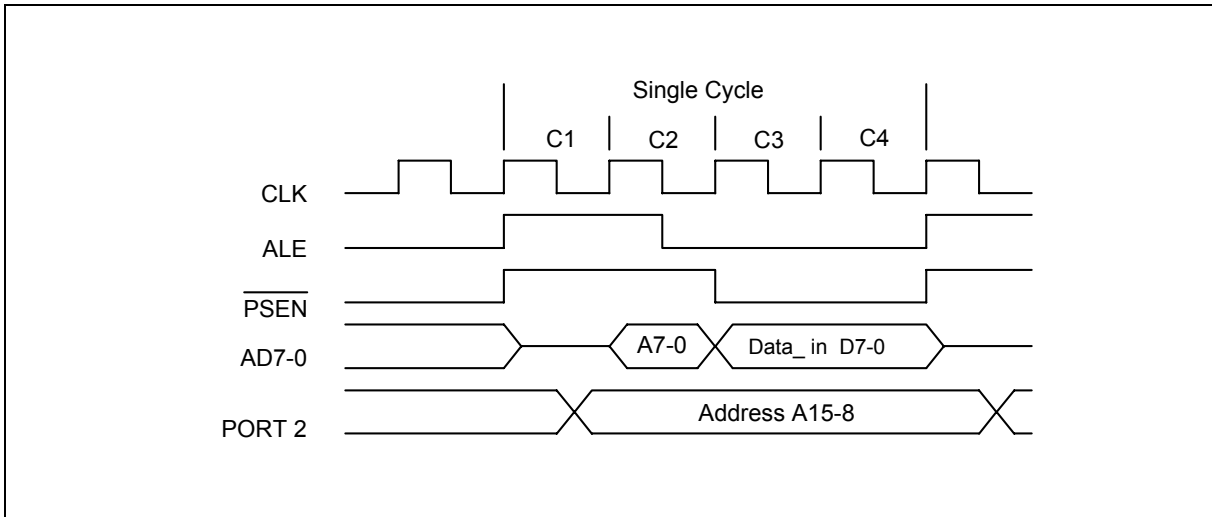 Single Cycle
C1 C2 C3 C4
CLK
ALE
PSEN
AD7-0 A7-0 Data_ in D7-0
PORT 2 Address A15-8